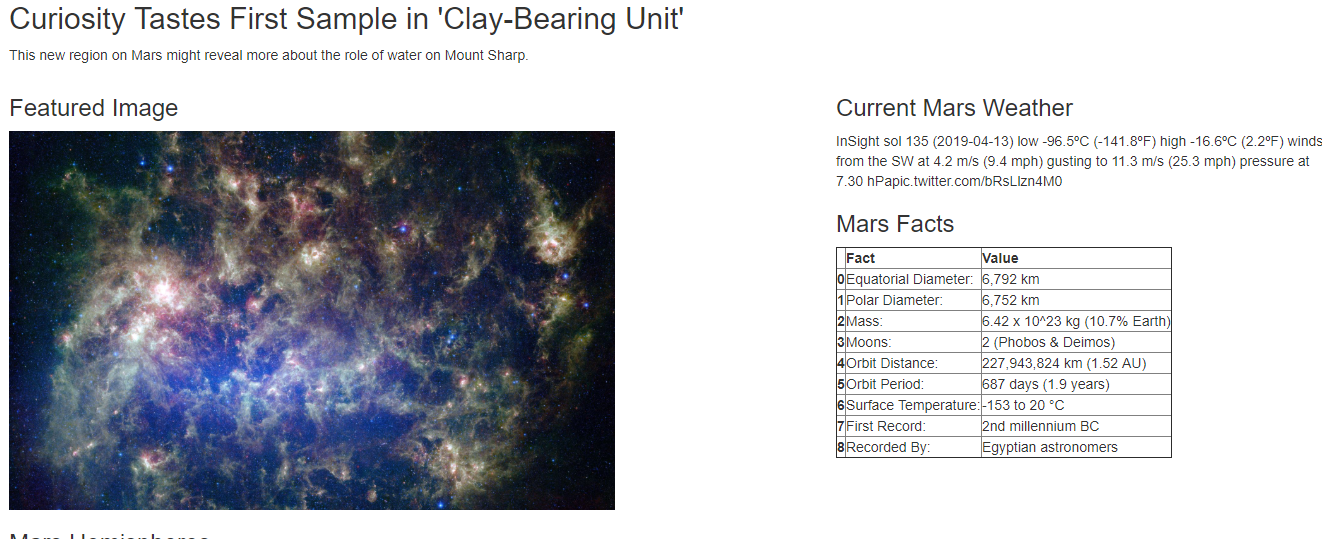 Curiosity Tastes First Sample in 'Clay-Bearing Unit'
This new region on Mars might reveal more about the role of water on Mount Sharp.
Featured Image
Current Mars Weather
InSight sol 135 (2019-04-13) low -96.5ºC (-141.8ºF) high -16.6ºC (2.2ºF) winds
from the SW at 4.2 m/s (9.4 mph) gusting to 11.3 m/s (25.3 mph) pressure at
7.30 hPapic.twitter.com/bRsLIzn4M0
Mars Facts
Fact Value
0 Equatorial Diameter: 6,792 km
1 Polar Diameter: 6,752 km
2 Mass: 6.42 x 10^23 kg (10.7% Earth)
3 Moons: 2 (Phobos & Deimos)
4 Orbit Distance: 227,943,824 km (1.52 AU)
5 Orbit Period: 687 days (1.9 years)
6 Surface Temperature: -153 to 20 °C
7 First Record: 2nd millennium BC
8 Recorded By: Egyptian astronomers